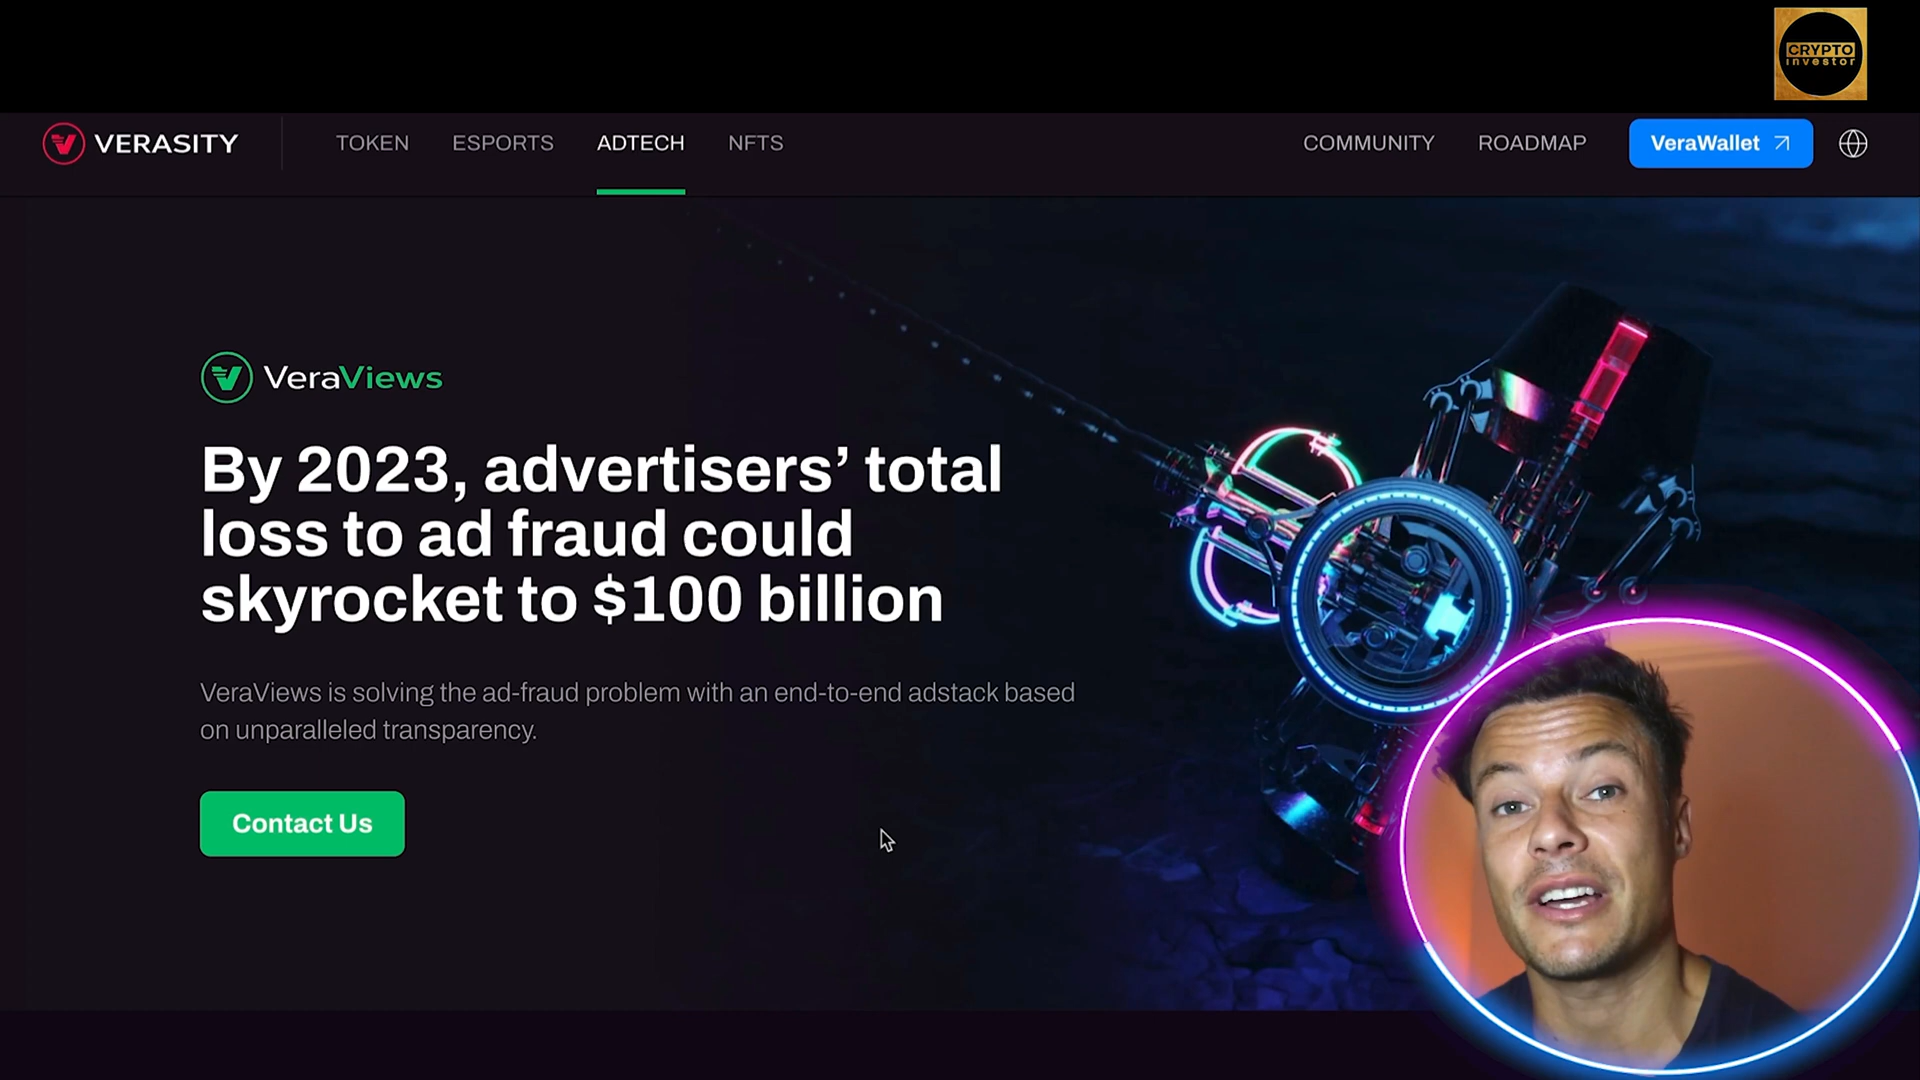 CRYPTO
investor
VERASITY
TOKEN
ESPORTS
ADTECH
NFTS
COMMUNITY
ROADMAP
VeraWallet
VeraViews
By 2023, advertisers’ total
loss to ad fraud could
skyrocket to $100 billion
VeraViews is solving the ad-fraud problem with an end-to-end adstack based
on unparalleled transparency.
Contact Us